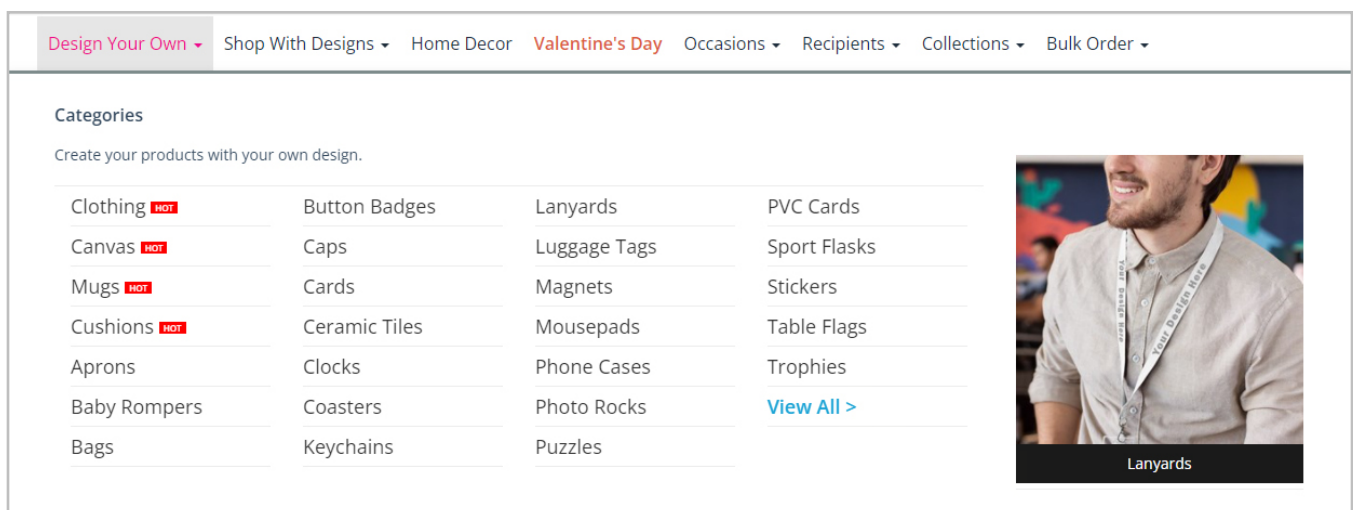 Design Your Own Shop With Designs Home Decor Valentine's Day Occasions Recipients Collections Bulk Order
Categories
Create your products with your own design.
Clothing HOT
Canvas HOT
Mugs HOT
Cushions HOT
Aprons
Baby Rompers
Bags
Button Badges
Caps
Cards
Ceramic Tiles
Clocks
Coasters
Keychains
Lanyards
Luggage Tags
Magnets
Mousepads
Phone Cases
Photo Rocks
Puzzles
PVC Cards
Sport Flasks
Stickers
Table Flags
Trophies
View All >
Your Design Here
Your Design Here
Lanyards